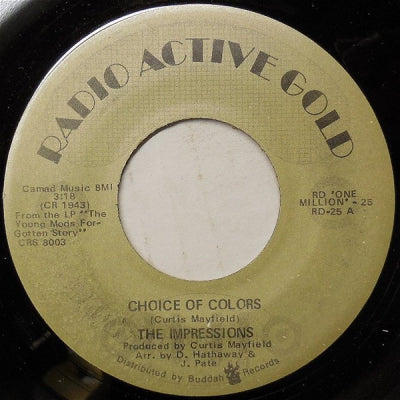 RADIO ACTIVE GOLD
Camad Music BMI
3:18
(CR 1943)
From the LP "The
Young Mods For-
Gotten Story"
CRS 8003
RD "ONE
MILLION" - 25
RD-25 A
CHOICE OF COLORS
(Curtis Mayfield)
THE IMPRESSIONS
Produced by Curtis Mayfield
Arr. by D. Hathaway &
J. Pate
Distributed by Buddah Records